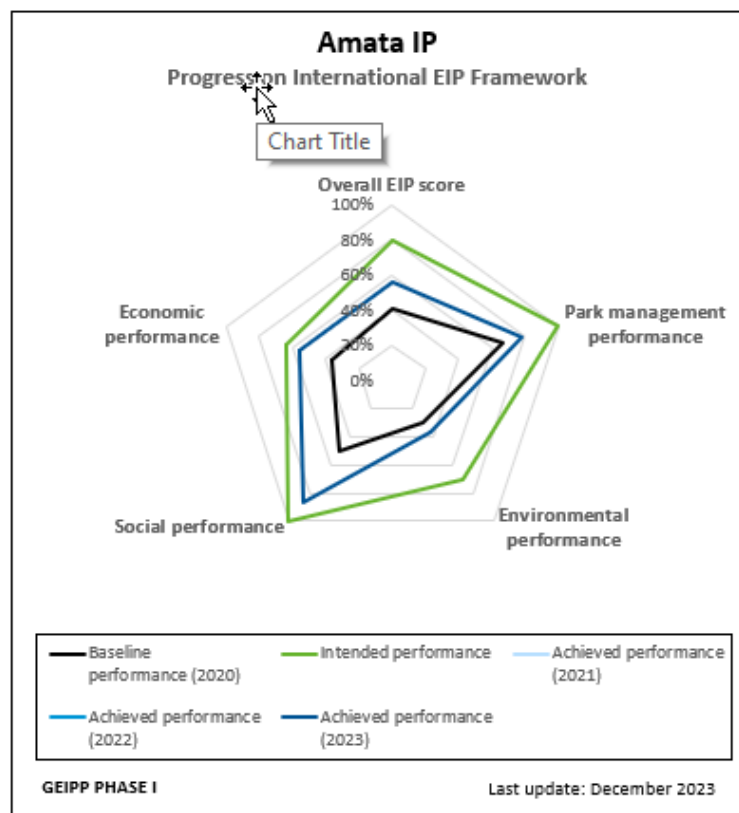 Amata IP
Progression International EIP Framework
Chart Title
Overall EIP score
100%
80%
60%
40%
20%
0%
Economic
performance
Park management
performance
Social performance
Environmental
performance
Baseline
performance (2020)
Intended performance
Achieved performance
(2021)
Achieved performance
(2022)
Achieved performance
(2023)
GEIPP PHASE I
Last update: December 2023